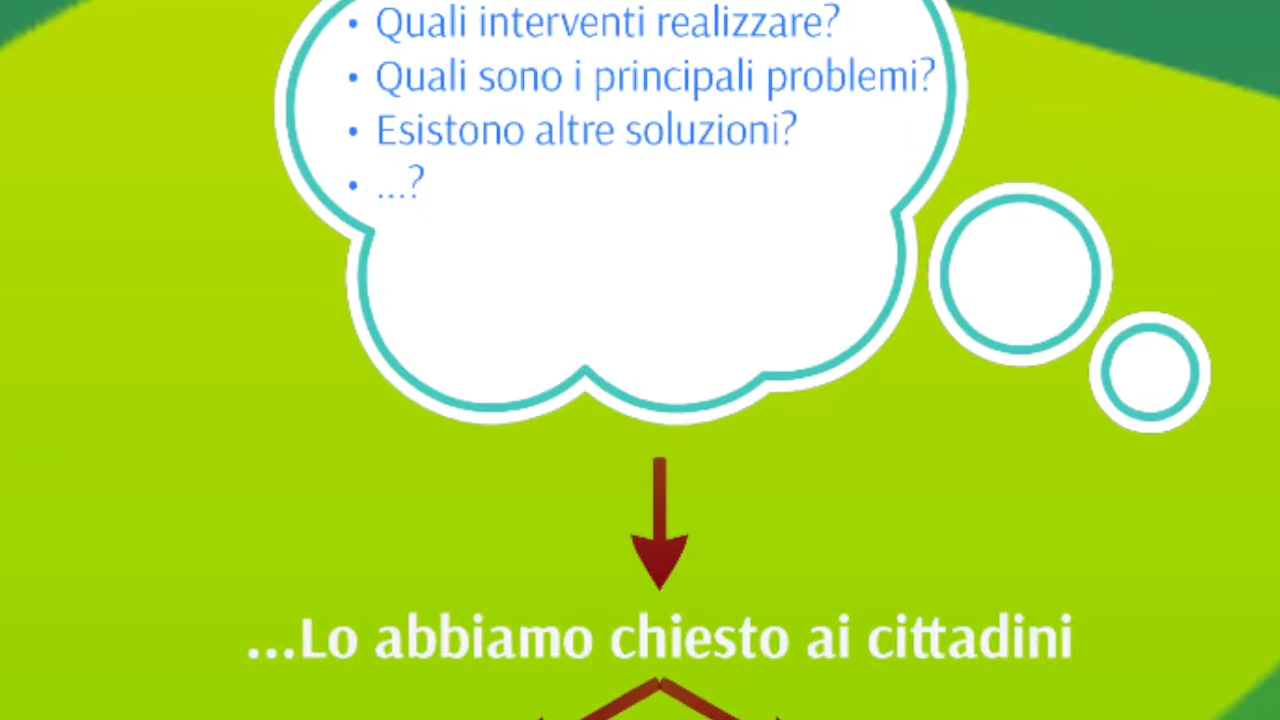 • Quali interventi realizzare?
• Quali sono i principali problemi?
• Esistono altre soluzioni?
• ...?
...Lo abbiamo chiesto ai cittadini